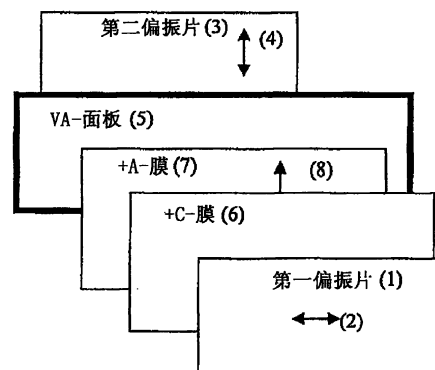 第二偏振片(3)
(4)
VA-面板(5)
+A-膜(7)
(8)
+C-膜(6)
第一偏振片(1)
(2)